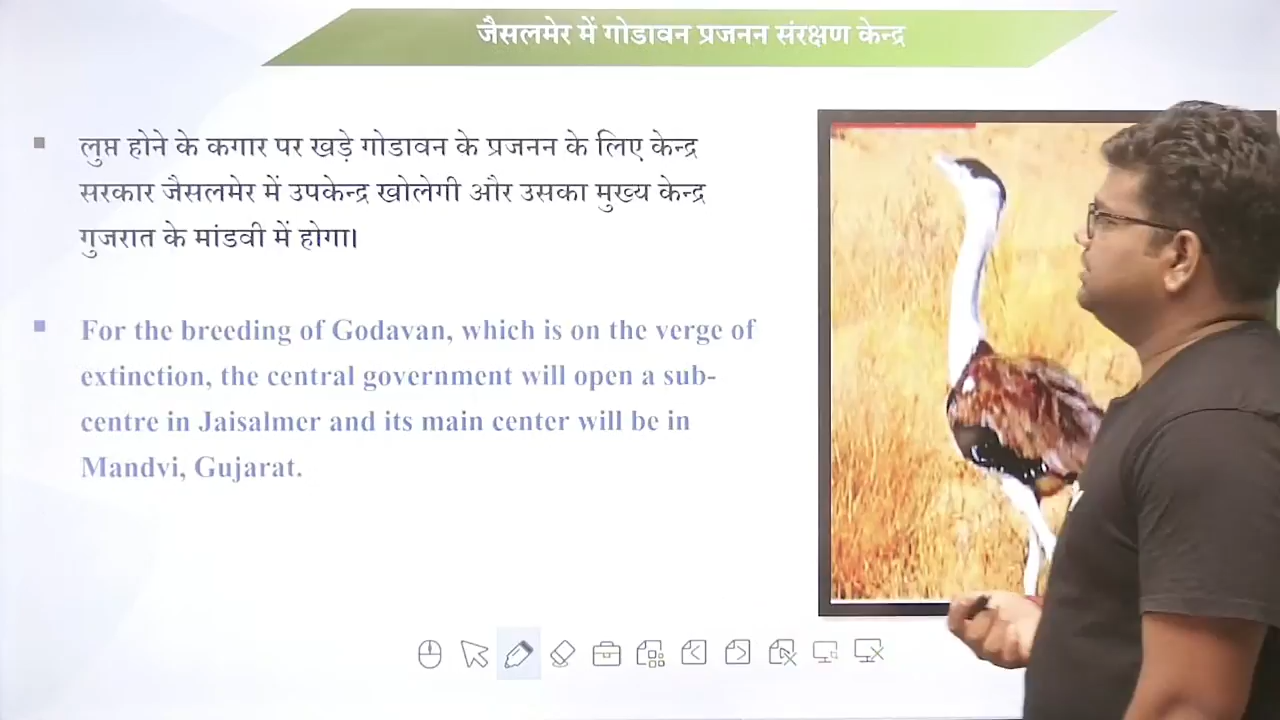 जैसलमेर में गोडावन प्रजनन संरक्षण केन्द्र
लुप्त होने के कगार पर खड़े गोडावन के प्रजनन के लिए केन्द्र
सरकार जैसलमेर में उपकेन्द्र खोलेगी और उसका मुख्य केन्द्र
गुजरात के मांडवी में होगा।
For the breeding of Godavan, which is on the verge of
extinction, the central government will open a sub-
centre in Jaisalmer and its main center will be in
Mandvi, Gujarat.